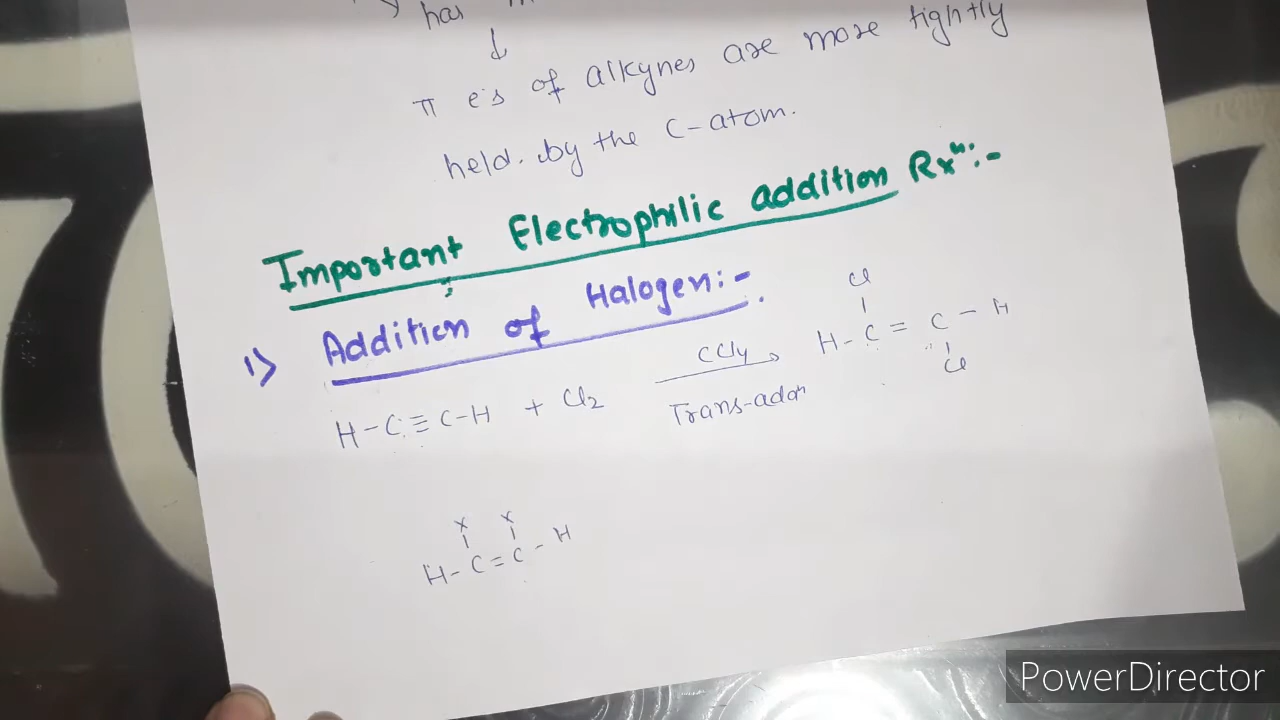 has
↓
π e's of alkynes are more tightly
held. by the C-atom.
Important Electrophilic addition Rxⁿ:-
1) Addition of Halogen:-
H-C≡C-H + Cl2 CCl4 Trans-addⁿ
Cl
H-C=C-H
Cl
X X
H-C=C-H
PowerDirector